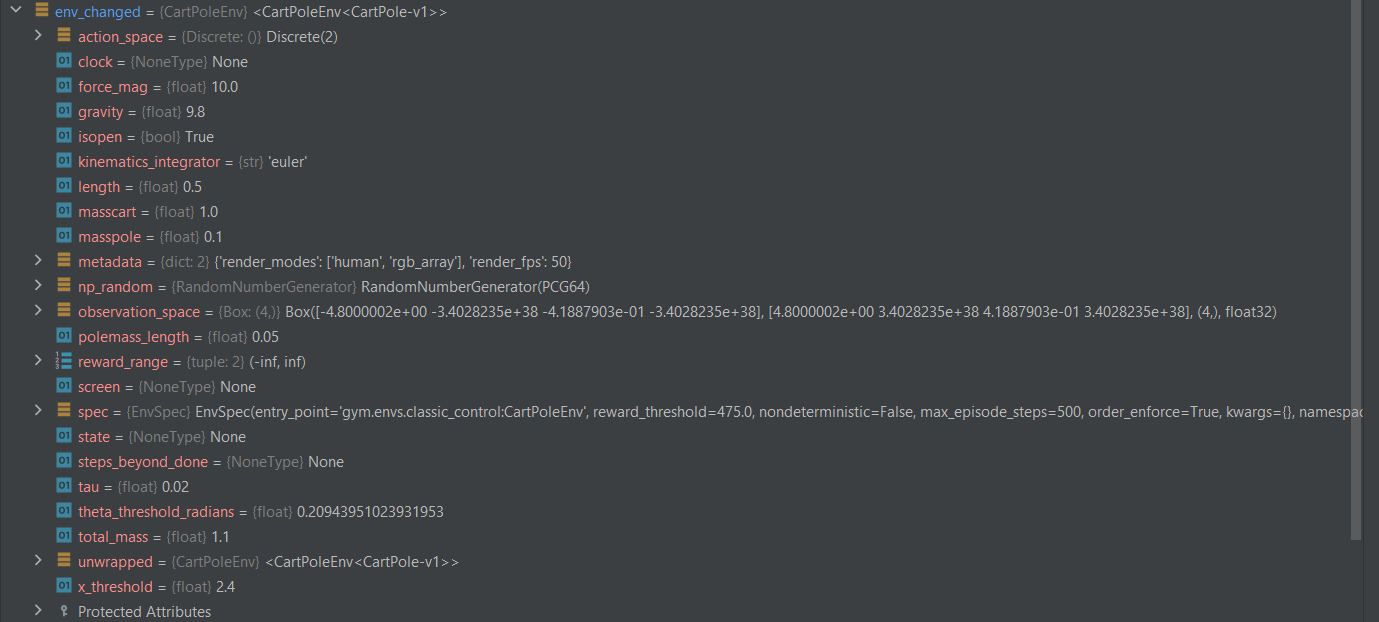 env_changed = {CartPoleEnv} <CartPoleEnv<CartPole-v1>>
action_space = {Discrete: ()} Discrete(2)
01 clock = {NoneType} None
01 force_mag = {float} 10.0
01 gravity = {float} 9.8
01 isopen = {bool} True
01 kinematics_integrator = {str} 'euler'
01 length = {float} 0.5
01 masscart = {float} 1.0
01 masspole = {float} 0.1
metadata = {dict: 2} {'render_modes': ['human', 'rgb_array'], 'render_fps': 50}
np_random = {RandomNumberGenerator} RandomNumberGenerator(PCG64)
observation_space = {Box: (4,)} Box([-4.8000002e+00 -3.4028235e+38 -4.1887903e-01 -3.4028235e+38], [4.8000002e+00 3.4028235e+38 4.1887903e-01 3.4028235e+38], (4,), float32)
01 polemass_length = {float} 0.05
reward_range = {tuple: 2} (-inf, inf)
01 screen = {NoneType} None
spec = {EnvSpec} EnvSpec(entry_point='gym.envs.classic_control:CartPoleEnv', reward_threshold=475.0, nondeterministic=False, max_episode_steps=500, order_enforce=True, kwargs={}, namespac
01 state = {NoneType} None
01 steps_beyond_done = {NoneType} None
01 tau = {float} 0.02
01 theta_threshold_radians = {float} 0.20943951023931953
01 total_mass = {float} 1.1
unwrapped = {CartPoleEnv} <CartPoleEnv<CartPole-v1>>
01 x_threshold = {float} 2.4
Protected Attributes